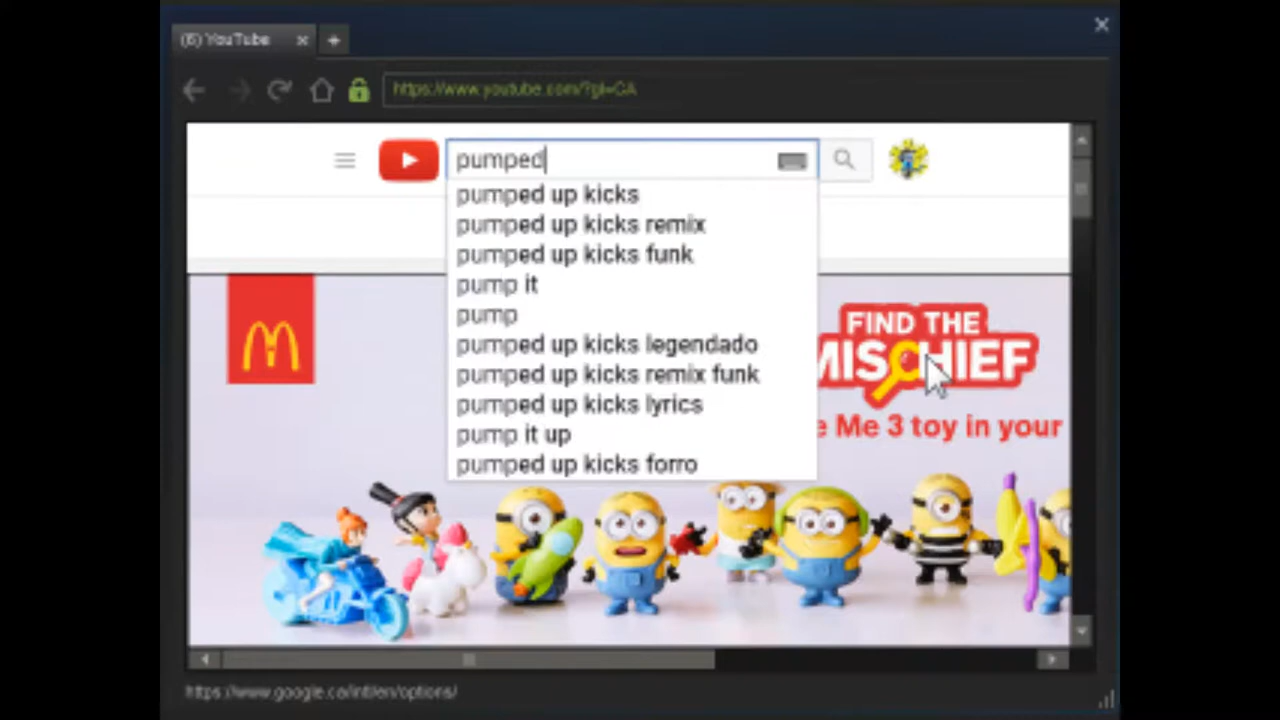 (6) YouTube
https://www.youtube.com/?gl=CA
pumped
pumped up kicks
pumped up kicks remix
pumped up kicks funk
pump it
pump
pumped up kicks legendado
pumped up kicks remix funk
pumped up kicks lyrics
pump it up
pumped up kicks forro
FIND THE
MISCHIEF
e Me 3 toy in your
https://www.google.ca/intl/en/options/